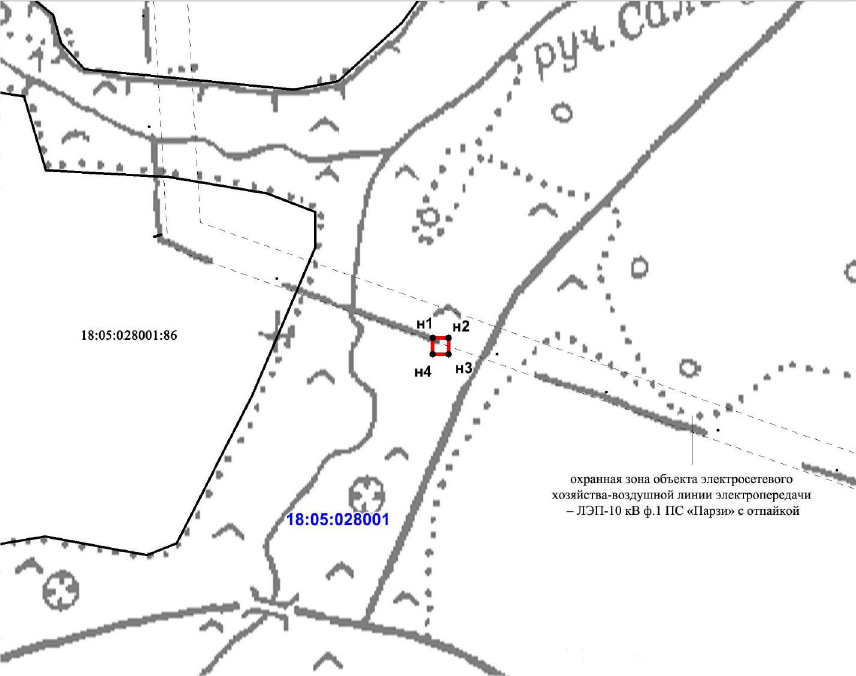 руч.
н1 н2
18:05:028001:86
н4 н3
охранная зона объекта электросетевого
хозяйства-воздушной линии электропередачи
– ЛЭП-10 кВ ф.1 ПС «Парзи» с отпайкой
18:05:028001